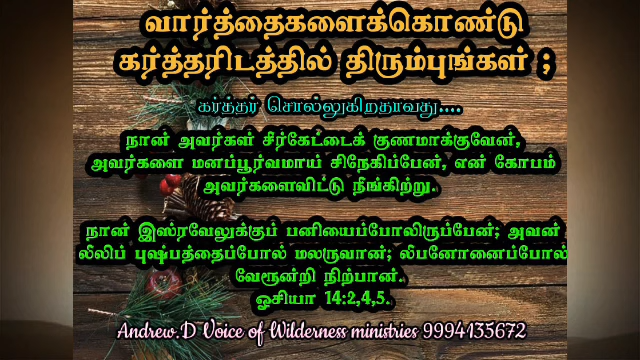 வார்த்தைகளைக்கொண்டு
கர்த்தரிடத்தில் திரும்புங்கள் ;
கர்த்தர் சொல்லுகிறதாவது....
நான் அவர்கள் சீர்கேட்டைக் குணமாக்குவேன்,
அவர்களை மனப்பூர்வமாய் சிநேகிப்பேன், என் கோபம்
அவர்களைவிட்டு நீங்கிற்று.
நான் இஸ்ரவேலுக்குப் பனியைப்போலிருப்பேன்; அவன்
லீலிப் புஷ்பத்தைப்போல் மலருவான்; லீபனோனைப்போல்
வேரூன்றி நிற்பான்.
ஓசியா 14:2,4,5.
Andrew.D Voice of Wilderness ministries 9994135672